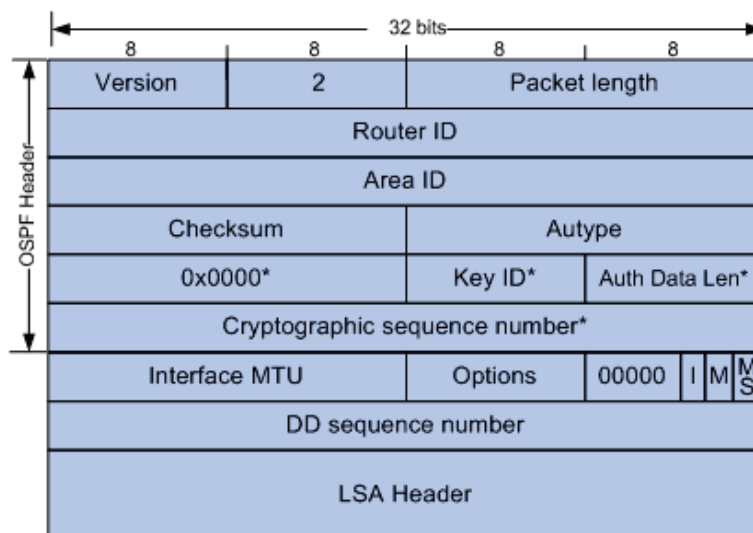 32 bits
8 8 8 8
Version 2 Packet length
Router ID
Area ID
Checksum Autype
0x0000* Key ID* Auth Data Len*
Cryptographic sequence number*
OSPF Header
Interface MTU Options 00000 I M M
S
DD sequence number
LSA Header